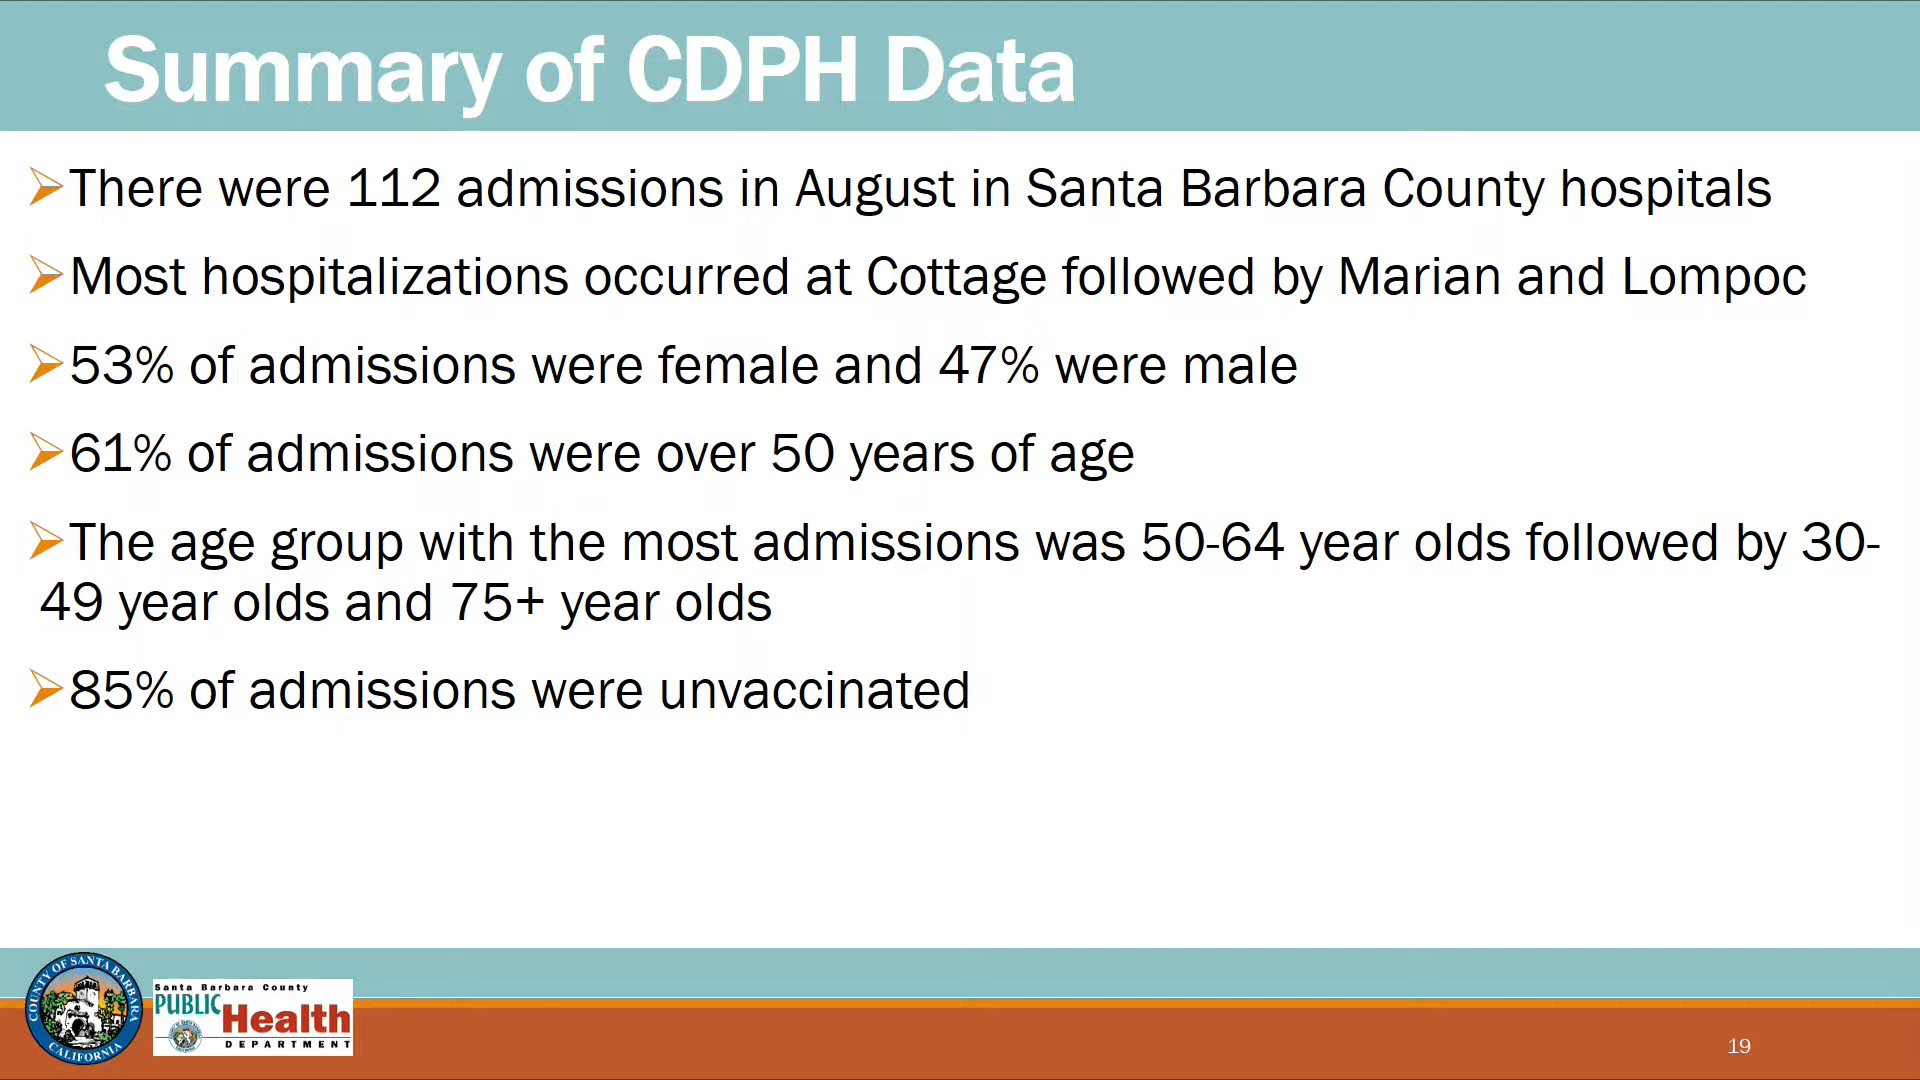 Summary of CDPH Data
➢There were 112 admissions in August in Santa Barbara County hospitals
➢Most hospitalizations occurred at Cottage followed by Marian and Lompoc
➢53% of admissions were female and 47% were male
➢61% of admissions were over 50 years of age
➢The age group with the most admissions was 50-64 year olds followed by 30-
49 year olds and 75+ year olds
➢85% of admissions were unvaccinated
COUNTY OF SANTA BARBARA
CALIFORNIA
Santa Barbara County
PUBLIC
Health
DEPARTMENT
19